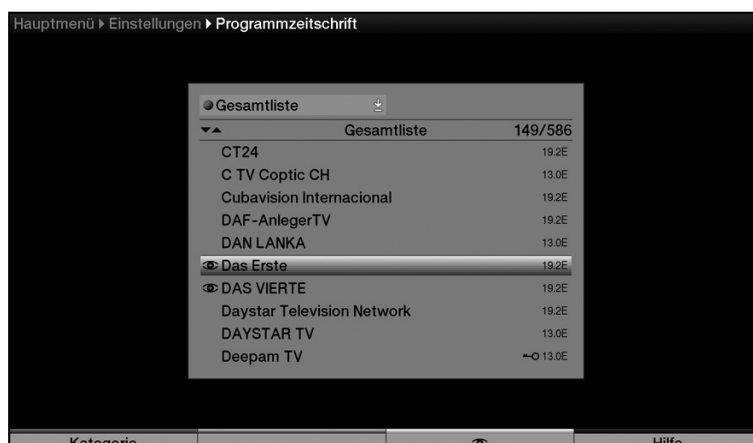 Hauptmenü ▸ Einstellungen ▸ Programmzeitschrift
Gesamtliste
Gesamtliste 149/586
CT24 19.2E
C TV Coptic CH 13.0E
Cubavision Internacional 19.2E
DAF-AnlegerTV 19.2E
DAN LANKA 13.0E
Das Erste 19.2E
DAS VIERTE 19.2E
Daystar Television Network 19.2E
DAYSTAR TV 13.0E
Deepam TV 13.0E
Kategorie Hilfe